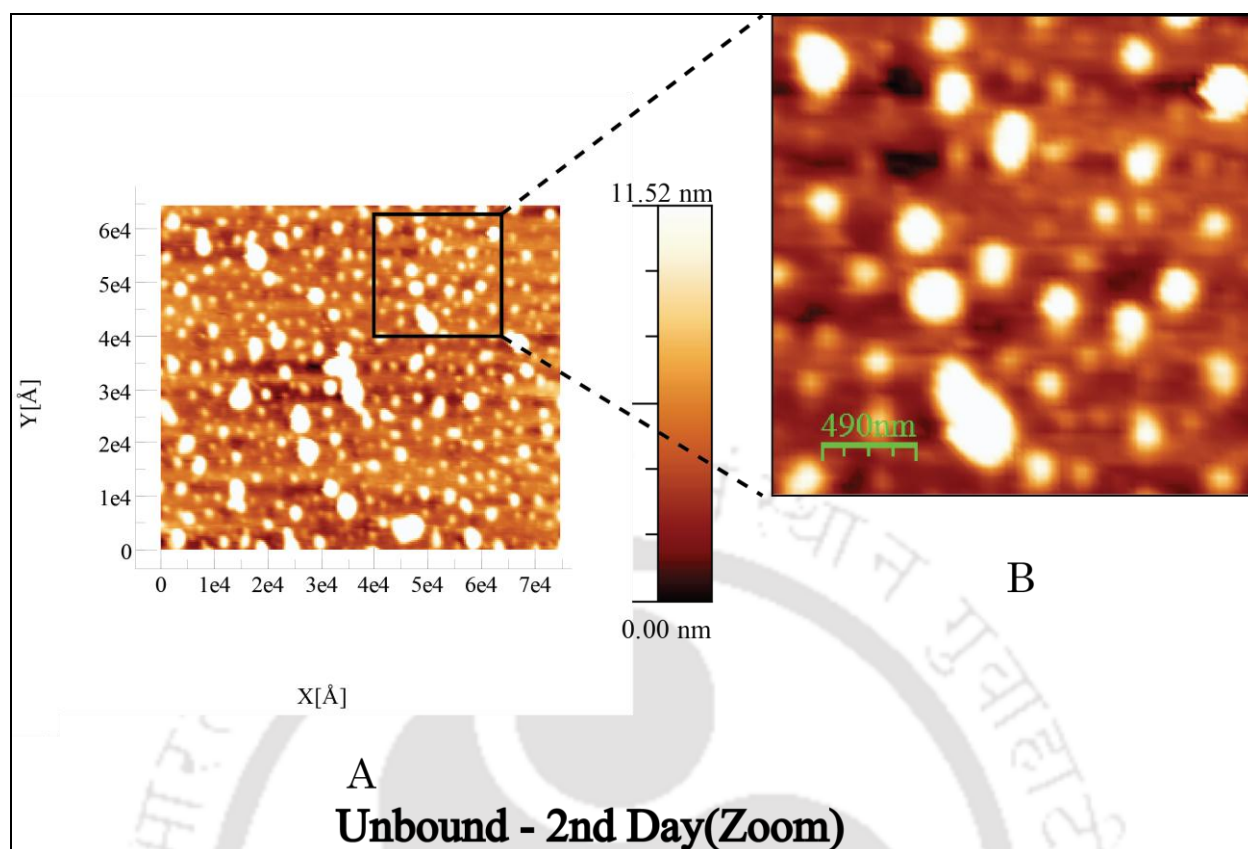 11.52 nm
6e4
5e4
4e4
3e4
2e4
1e4
0
Y[Å]
0 1e4 2e4 3e4 4e4 5e4 6e4 7e4
X[Å]
0.00 nm
490nm
A
B
Unbound - 2nd Day(Zoom)
गुवाहाटी